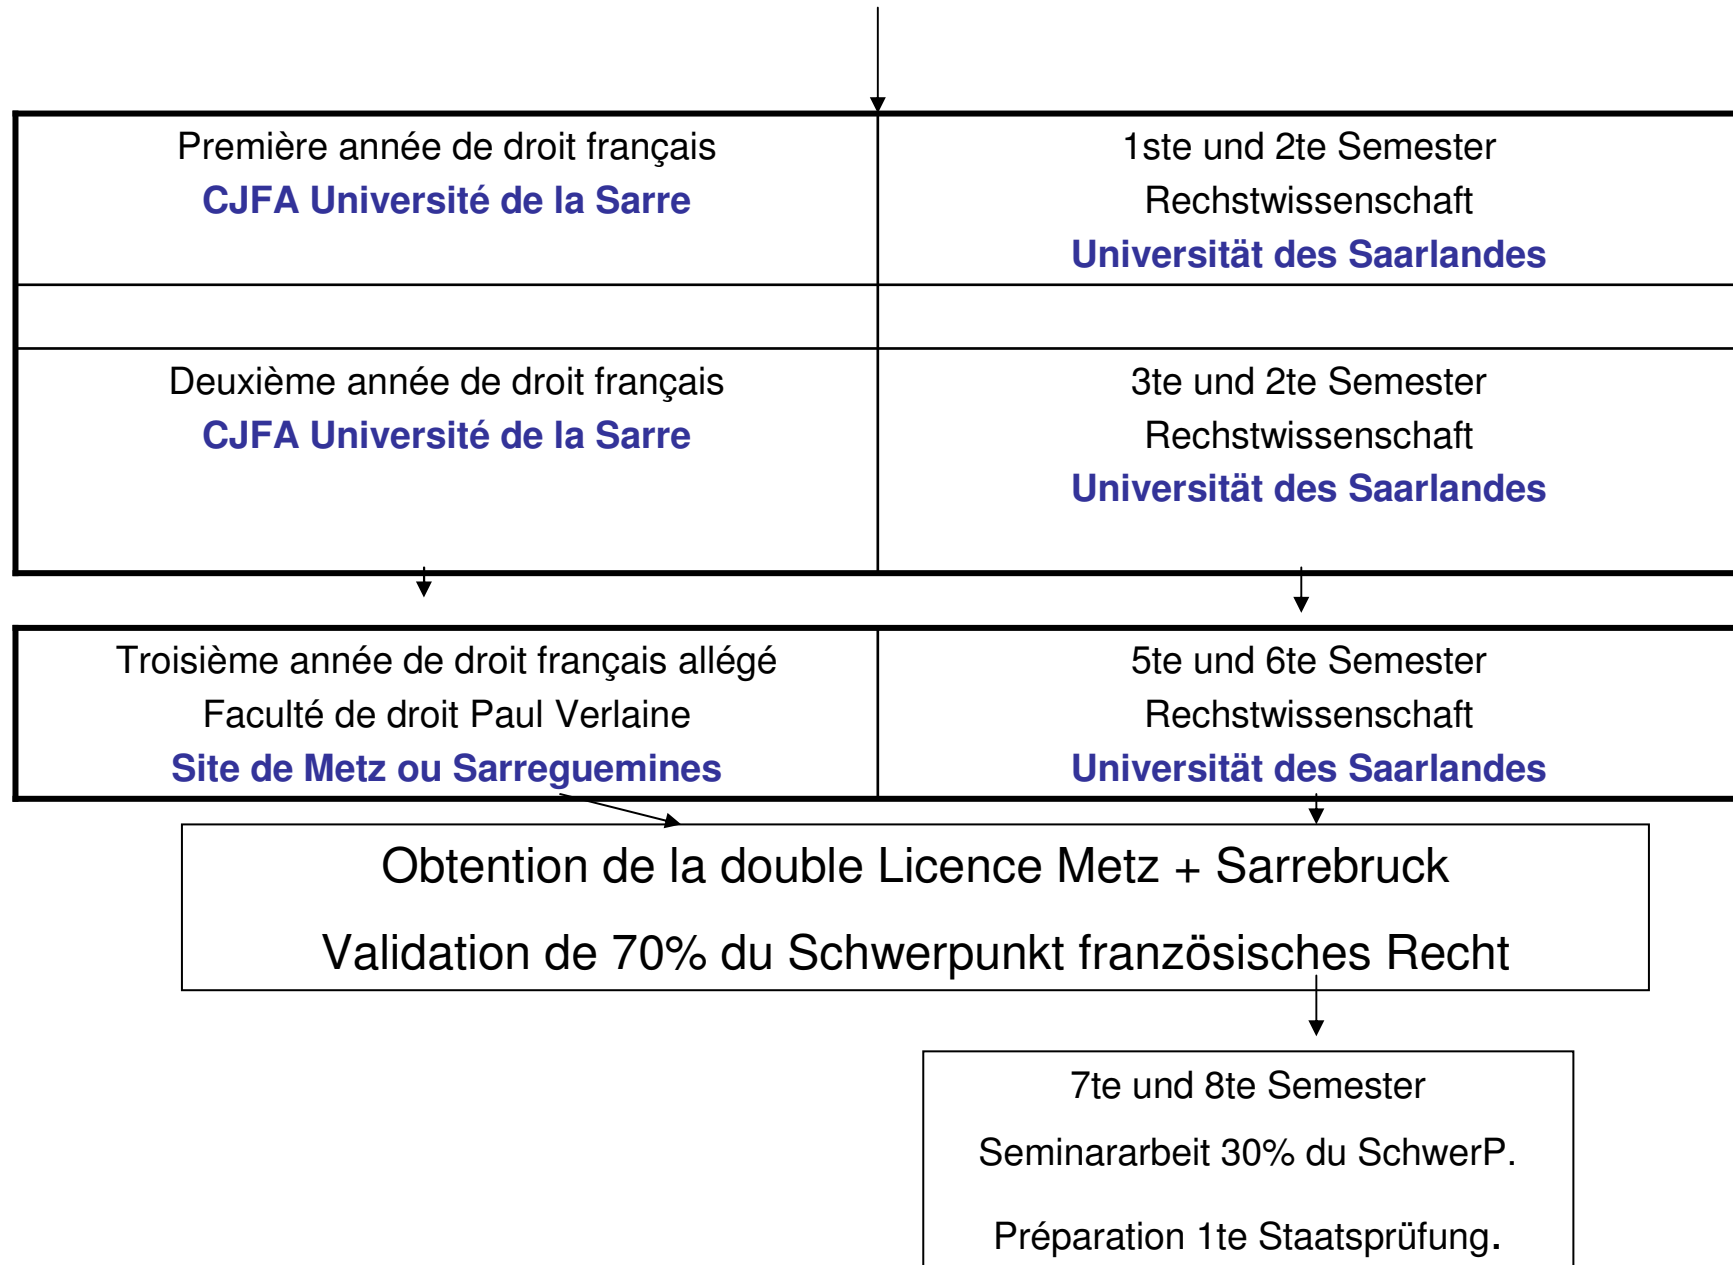 Première année de droit français
CJFA Université de la Sarre
1ste und 2te Semester
Rechstwissenschaft
Universität des Saarlandes
Deuxième année de droit français
CJFA Université de la Sarre
3te und 2te Semester
Rechstwissenschaft
Universität des Saarlandes
Troisième année de droit français allégé
Faculté de droit Paul Verlaine
Site de Metz ou Sarreguemines
5te und 6te Semester
Rechstwissenschaft
Universität des Saarlandes
Obtention de la double Licence Metz + Sarrebruck
Validation de 70% du Schwerpunkt französisches Recht
7te und 8te Semester
Seminararbeit 30% du SchwerP.
Préparation 1te Staatsprüfung.